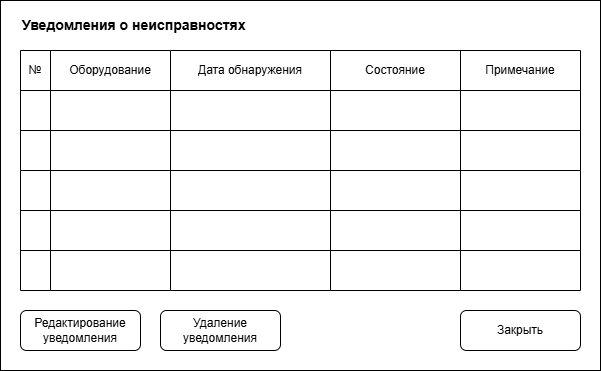 Уведомления о неисправностях
№ Оборудование Дата обнаружения Состояние Примечание
Редактирование
уведомления
Удаление
уведомления
Закрыть